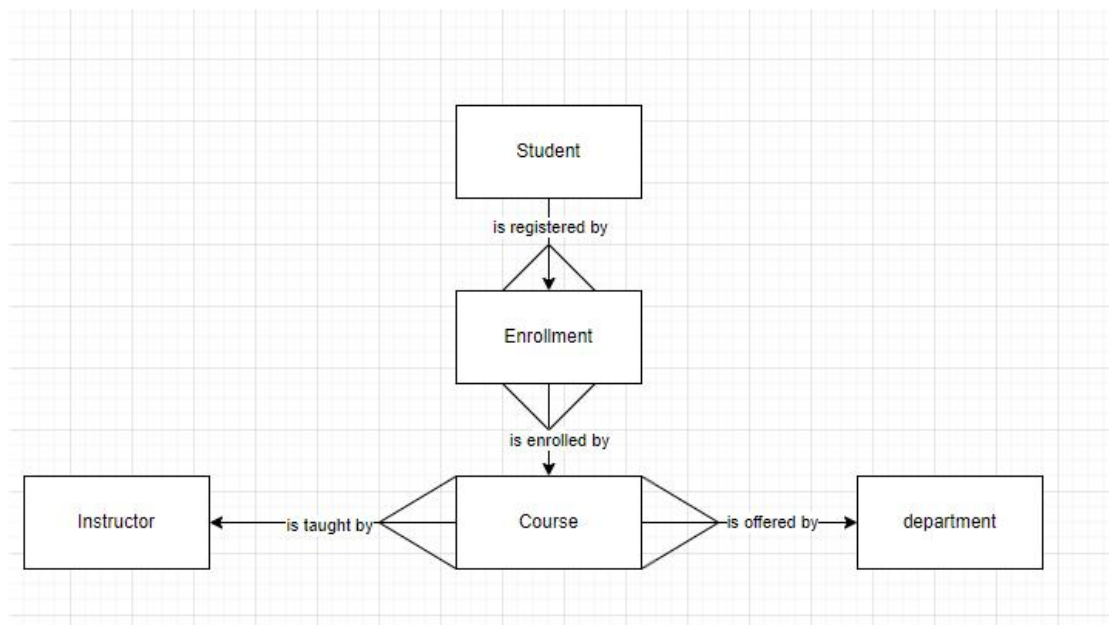 Student
is registered by
Enrollment
is enrolled by
Instructor
is taught by
Course
is offered by
department